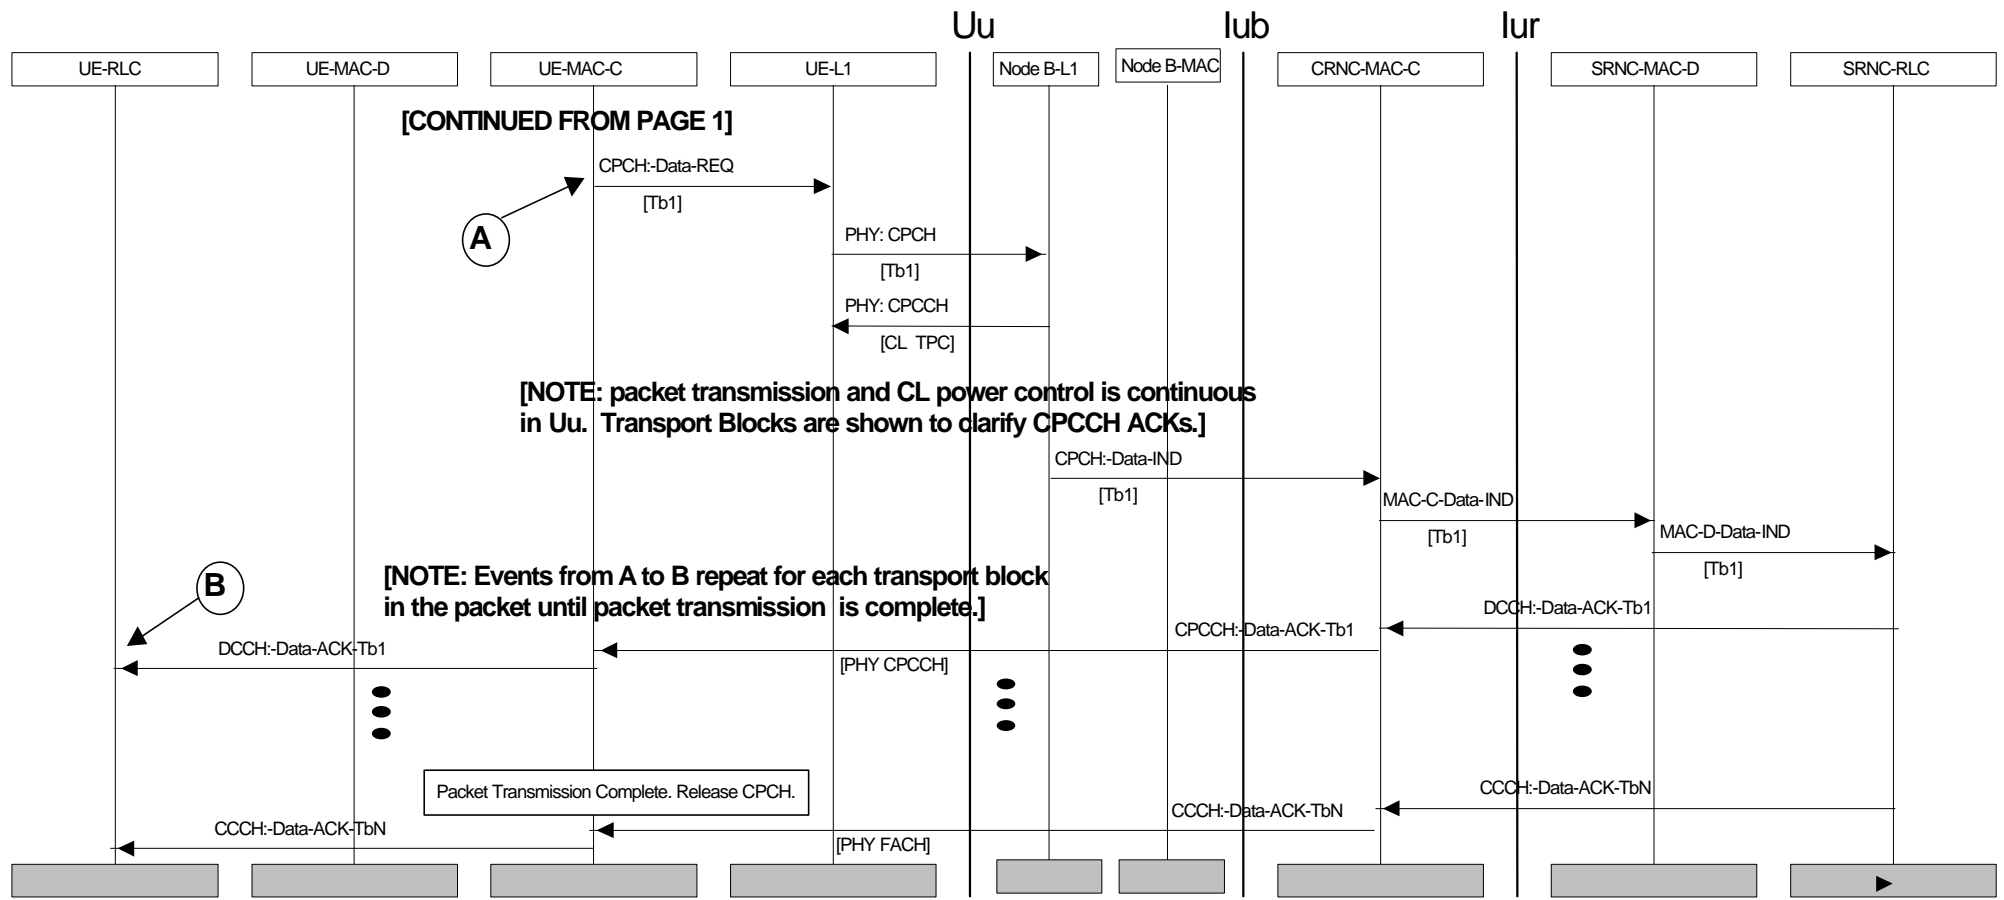 Uu
Iub
Iur
UE-RLC
UE-MAC-D
UE-MAC-C
UE-L1
Node B-L1
Node B-MAC
CRNC-MAC-C
SRNC-MAC-D
SRNC-RLC
[CONTINUED FROM PAGE 1]
CPCH:-Data-REQ
[Tb1]
A
PHY: CPCH
[Tb1]
PHY: CPCCH
[CL TPC]
[NOTE: packet transmission and CL power control is continuous
in Uu. Transport Blocks are shown to clarify CPCCH ACKs.]
CPCH:-Data-IND
[Tb1]
MAC-C-Data-IND
[Tb1]
MAC-D-Data-IND
[Tb1]
B
[NOTE: Events from A to B repeat for each transport block
in the packet until packet transmission is complete.]
DCCH:-Data-ACK-Tb1
CPCCH:-Data-ACK-Tb1
DCCH:-Data-ACK-Tb1
[PHY CPCCH]
Packet Transmission Complete. Release CPCH.
CCCH:-Data-ACK-TbN
CCCH:-Data-ACK-TbN
CCCH:-Data-ACK-TbN
[PHY FACH]